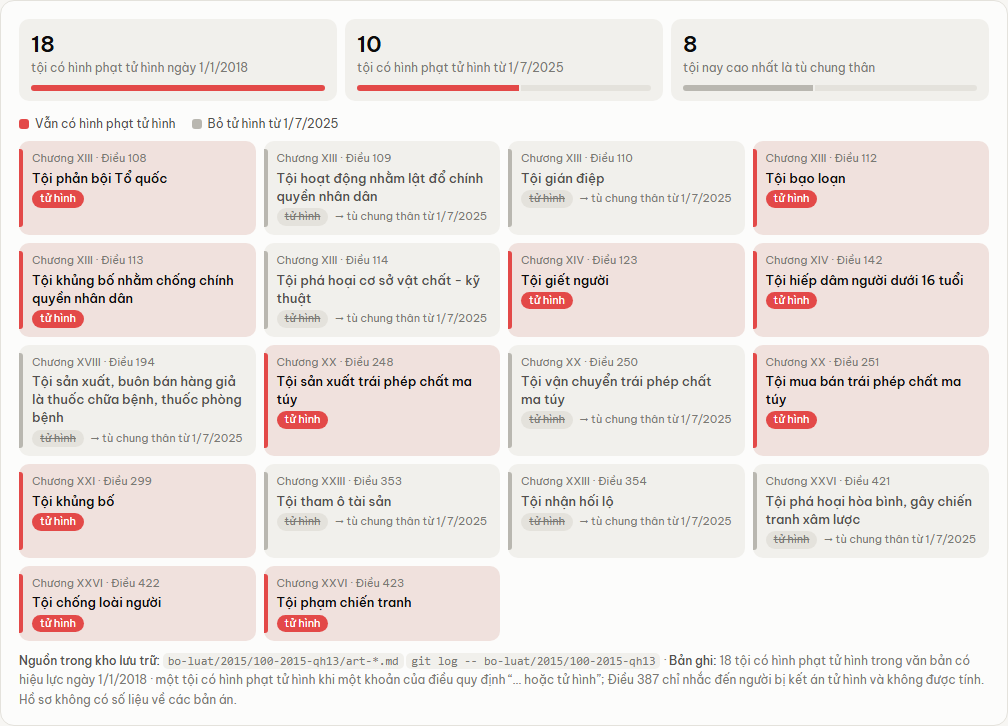 18
tội có hình phạt tử hình ngày 1/1/2018
10
tội có hình phạt tử hình từ 1/7/2025
8
tội nay cao nhất là tù chung thân
Vẫn có hình phạt tử hình
Bỏ tử hình từ 1/7/2025
Chương XIII · Điều 108
Tội phản bội Tổ quốc
tử hình
Chương XIII · Điều 109
Tội hoạt động nhằm lật đổ chính
quyền nhân dân
tử hình → tù chung thân từ 1/7/2025
Chương XIII · Điều 110
Tội gián điệp
tử hình → tù chung thân từ 1/7/2025
Chương XIII · Điều 112
Tội bạo loạn
tử hình
Chương XIII · Điều 113
Tội khủng bố nhằm chống chính
quyền nhân dân
tử hình
Chương XIII · Điều 114
Tội phá hoại cơ sở vật chất - kỹ
thuật
tử hình → tù chung thân từ 1/7/2025
Chương XIV · Điều 123
Tội giết người
tử hình
Chương XIV · Điều 142
Tội hiếp dâm người dưới 16 tuổi
tử hình
Chương XVIII · Điều 194
Tội sản xuất, buôn bán hàng giả
là thuốc chữa bệnh, thuốc phòng
bệnh
tử hình → tù chung thân từ 1/7/2025
Chương XX · Điều 248
Tội sản xuất trái phép chất ma
túy
tử hình
Chương XX · Điều 250
Tội vận chuyển trái phép chất
ma túy
tử hình → tù chung thân từ 1/7/2025
Chương XX · Điều 251
Tội mua bán trái phép chất ma
túy
tử hình
Chương XXI · Điều 299
Tội khủng bố
tử hình
Chương XXIII · Điều 353
Tội tham ô tài sản
tử hình → tù chung thân từ 1/7/2025
Chương XXIII · Điều 354
Tội nhận hối lộ
tử hình → tù chung thân từ 1/7/2025
Chương XXVI · Điều 421
Tội phá hoại hòa bình, gây chiến
tranh xâm lược
tử hình → tù chung thân từ 1/7/2025
Chương XXVI · Điều 422
Tội chống loài người
tử hình
Chương XXVI · Điều 423
Tội phạm chiến tranh
tử hình
Nguồn trong kho lưu trữ: bo-luat/2015/100-2015-qh13/art-*.md git log -- bo-luat/2015/100-2015-qh13 · Bản ghi: 18 tội có hình phạt tử hình trong văn bản có
hiệu lực ngày 1/1/2018 · một tội có hình phạt tử hình khi một khoản của điều quy định “… hoặc tử hình”; Điều 387 chỉ nhắc đến người bị kết án tử hình và không được tính.
Hồ sơ không có số liệu về các bản án.